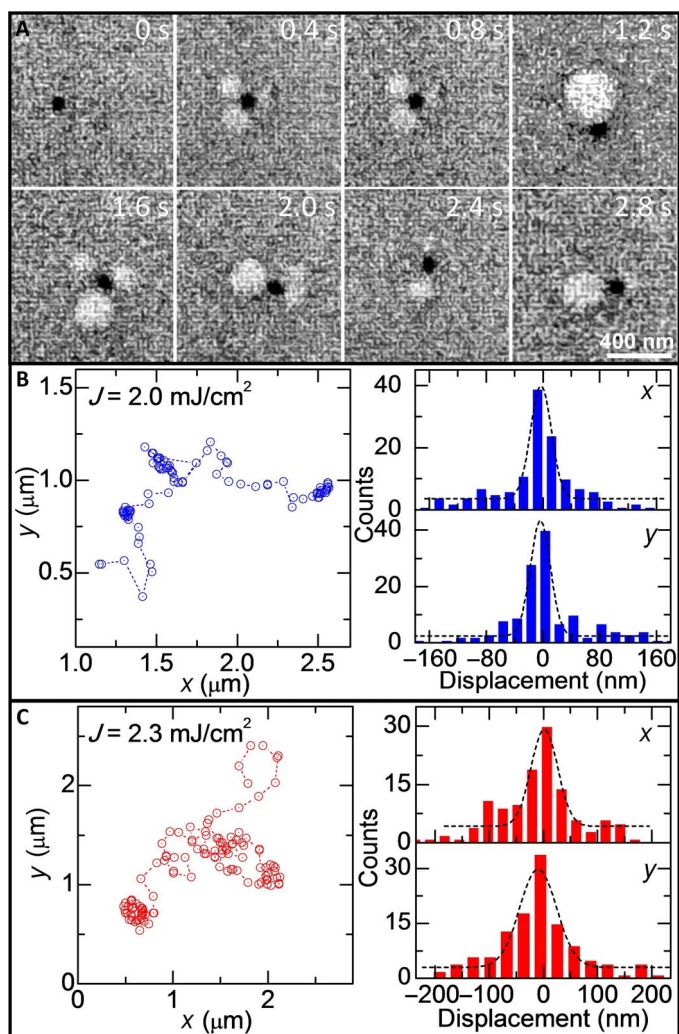 A
0 s
0.4 s
0.8 s
1.2 s
1.6 s
2.0 s
2.4 s
2.8 s
400 nm
B
J = 2.0 mJ/cm²
1.5
1.0
0.5
y (μm)
1.0 1.5 2.0 2.5
x (μm)
x
40
20
0
Counts
y
40
20
0
−160 −80 0 80 160
Displacement (nm)
C
J = 2.3 mJ/cm²
2
1
0
y (μm)
0 1 2
x (μm)
x
30
15
0
Counts
y
30
15
0
−200 −100 0 100 200
Displacement (nm)